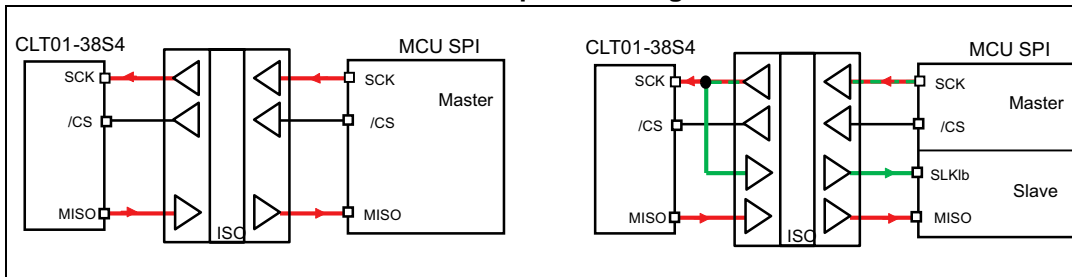 CLT01-38S4
MCU SPI
SCK
SCK
Master
/CS
/CS
MISO
MISO
ISO
CLT01-38S4
MCU SPI
SCK
SCK
Master
/CS
/CS
SLKlb
Slave
MISO
MISO
ISO